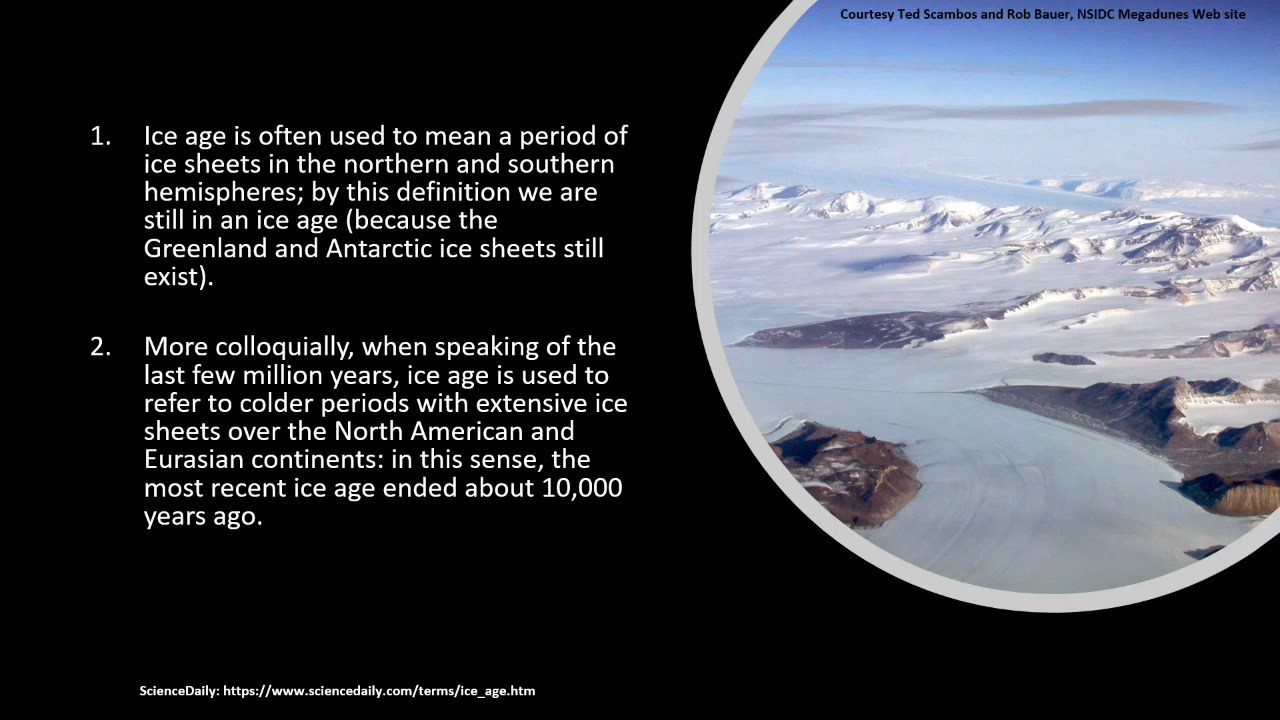 Courtesy Ted Scambos and Rob Bauer, NSIDC Megadunes Web site
1. Ice age is often used to mean a period of
ice sheets in the northern and southern
hemispheres; by this definition we are
still in an ice age (because the
Greenland and Antarctic ice sheets still
exist).
2. More colloquially, when speaking of the
last few million years, ice age is used to
refer to colder periods with extensive ice
sheets over the North American and
Eurasian continents: in this sense, the
most recent ice age ended about 10,000
years ago.
ScienceDaily: https://www.sciencedaily.com/terms/ice_age.htm